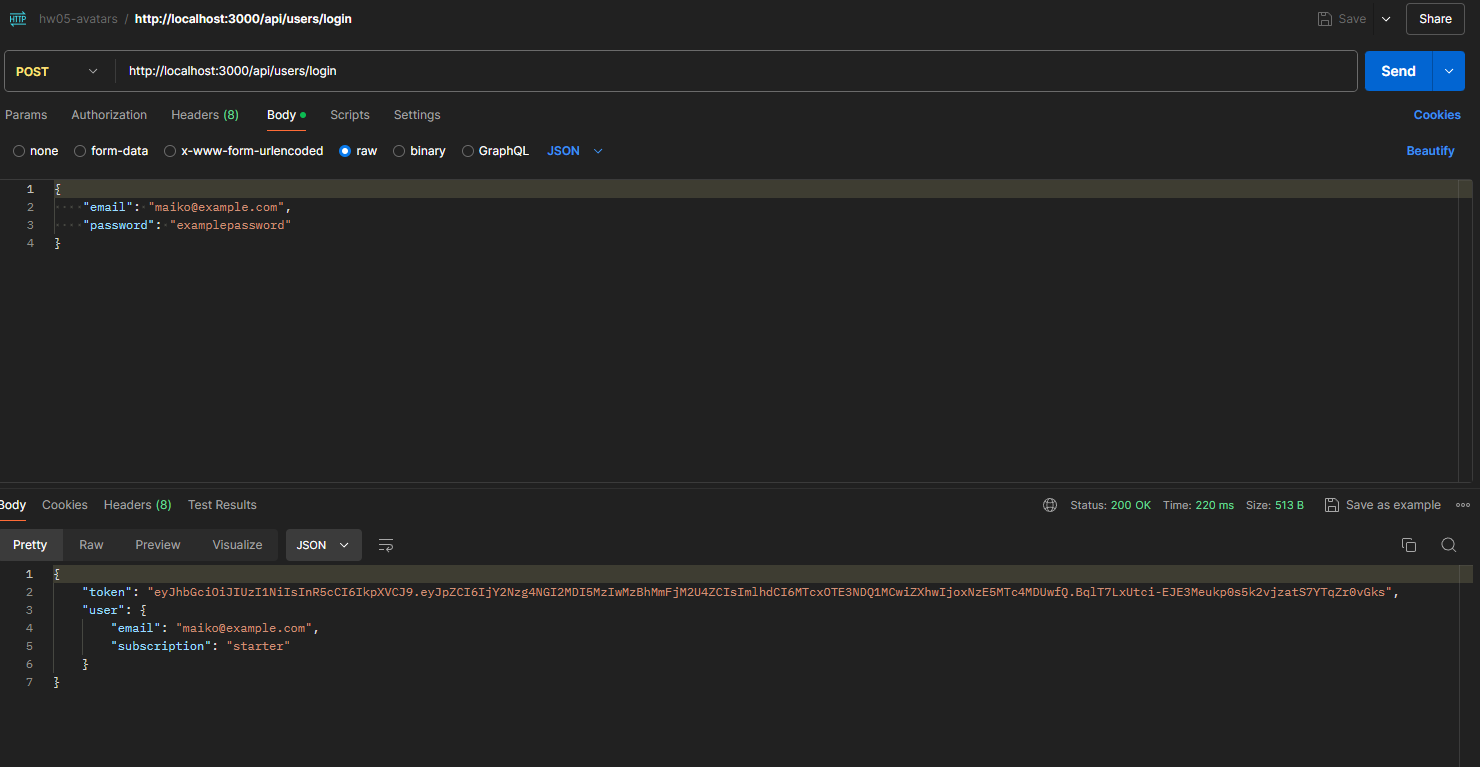 HTTP hw05-avatars / http://localhost:3000/api/users/login Save Share
POST http://localhost:3000/api/users/login Send
Params Authorization Headers (8) Body Scripts Settings Cookies
none form-data x-www-form-urlencoded raw binary GraphQL JSON Beautify
1 {
2 "email": "maiko@example.com",
3 "password": "examplepassword"
4 }
Body Cookies Headers (8) Test Results Status: 200 OK Time: 220 ms Size: 513 B Save as example
Pretty Raw Preview Visualize JSON
1 {
2 "token": "eyJhbGciOiJIUzI1NiIsInR5cCI6IkpXVCJ9.eyJpZCI6IjY2Nzg4NGI2MDI5MzIwMzBhMmFjM2U4ZCIsImlhdCI6MTcxOTE3NDQ1MCwiZXhwIjoxNzE5MTc4MDUwfQ.BqlT7LxUtci-EJE3Meukp0s5k2vjzatS7YTqZr0vGks",
3 "user": {
4 "email": "maiko@example.com",
5 "subscription": "starter"
6 }
7 }